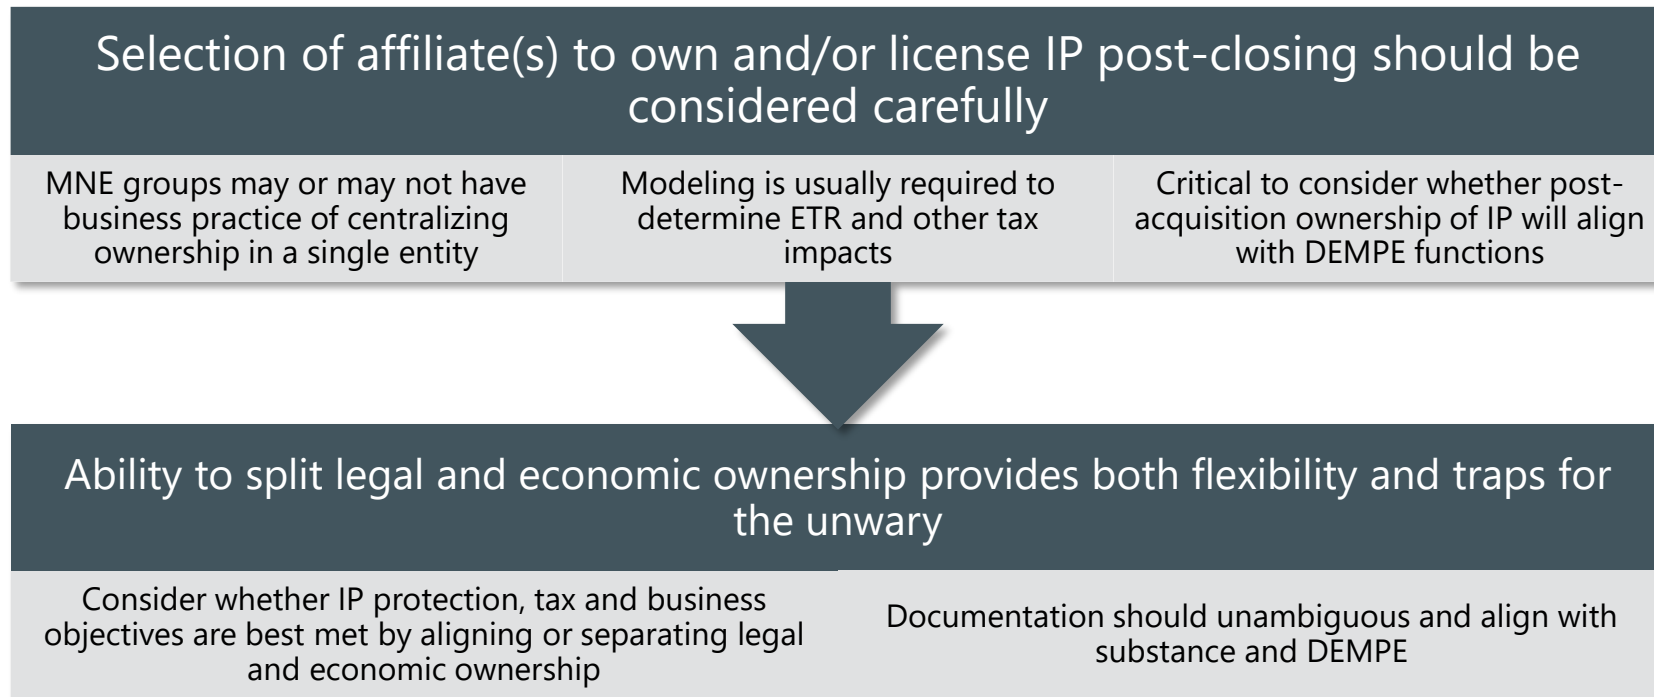 Selection of affiliate(s) to own and/or license IP post-closing should be
considered carefully
MNE groups may or may not have
business practice of centralizing
ownership in a single entity
Modeling is usually required to
determine ETR and other tax
impacts
Critical to consider whether post-
acquisition ownership of IP will align
with DEMPE functions
Ability to split legal and economic ownership provides both flexibility and traps for
the unwary
Consider whether IP protection, tax and business
objectives are best met by aligning or separating legal
and economic ownership
Documentation should unambiguous and align with
substance and DEMPE